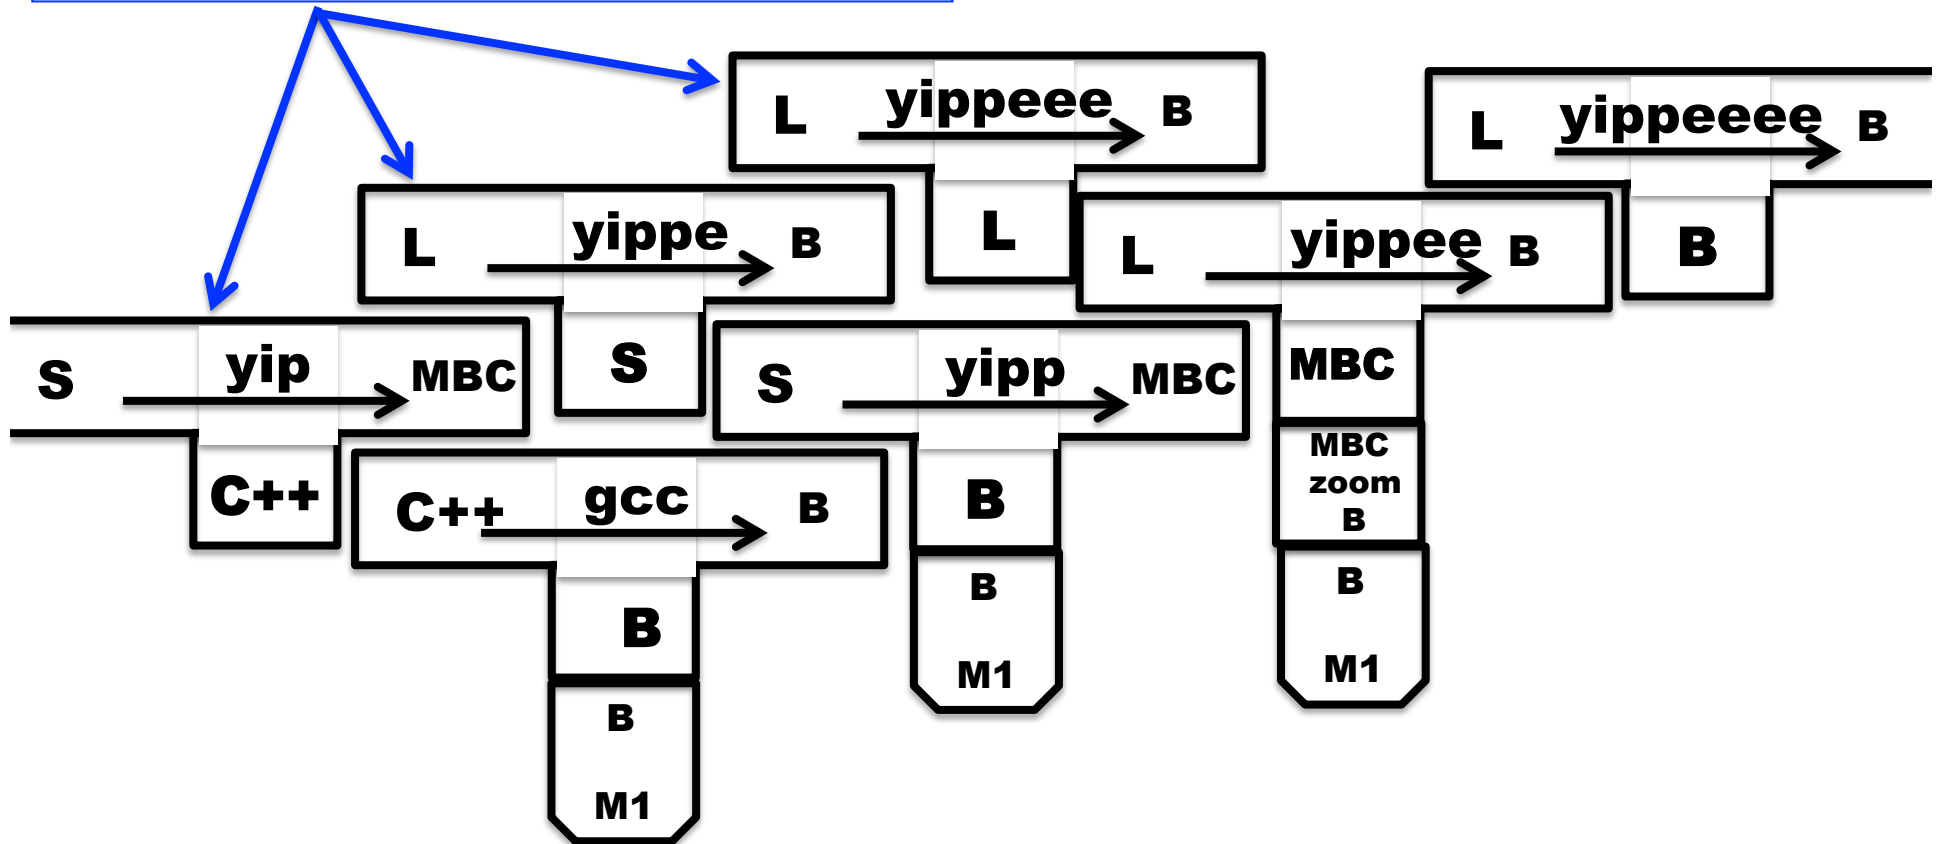 L yippeee B
L
L yippeeee B
B
L yippe B
S
L yippee B
MBC
MBC
zoom
B
B
M1
S yip MBC
C++
S yipp MBC
B
B
M1
C++ gcc B
B
B
M1